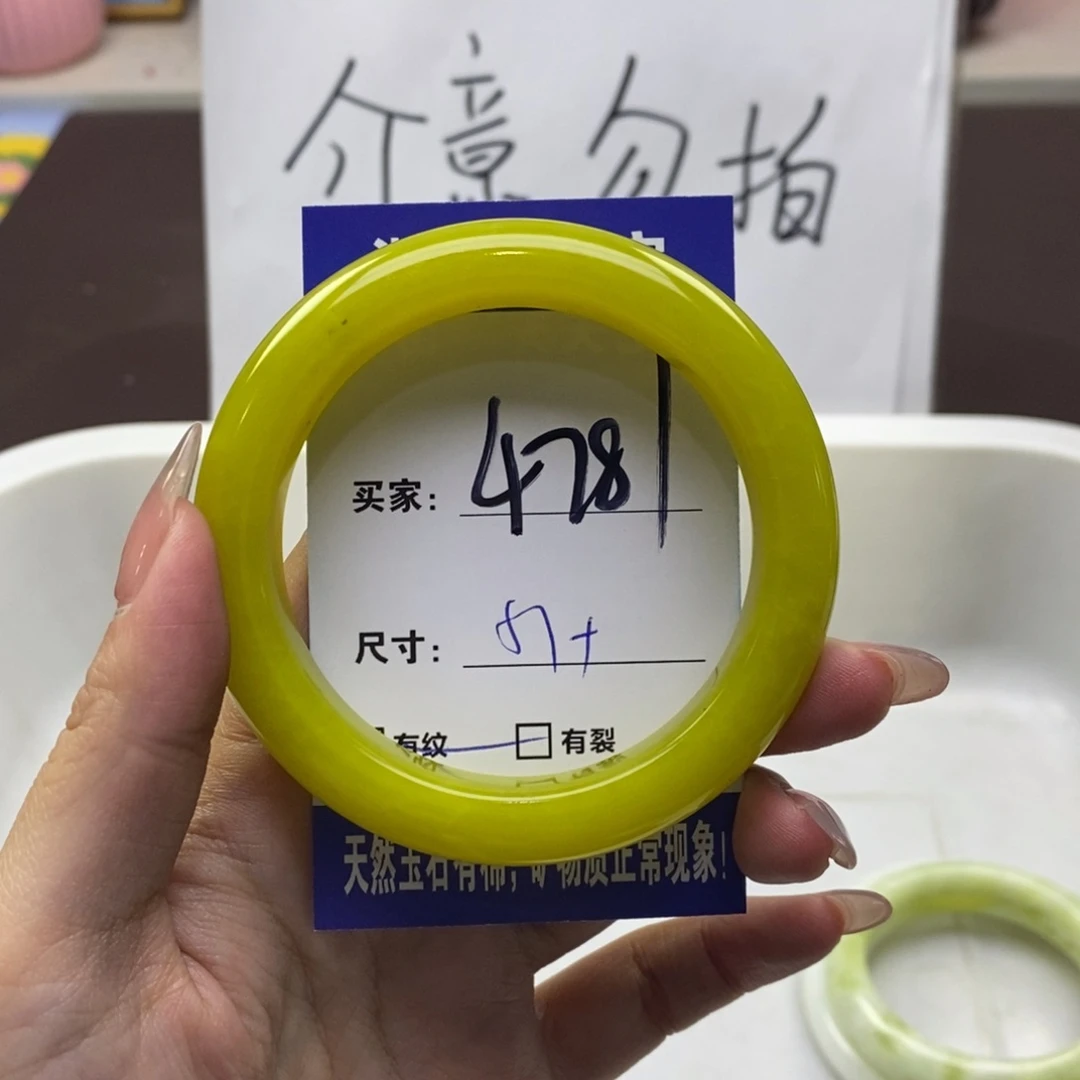 介意勿拍
买家: 4781
尺寸: 57+
有纹 有裂
天然玉石有棉,矿物质正常现象!